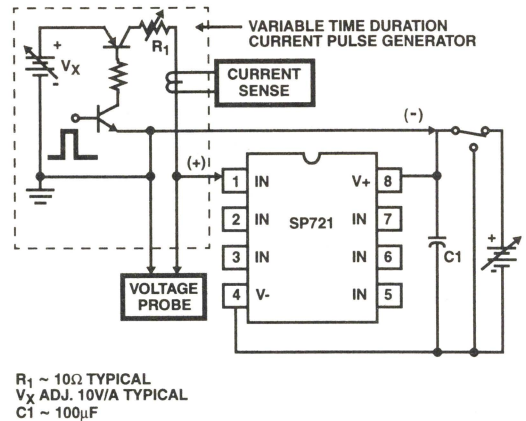 VARIABLE TIME DURATION
CURRENT PULSE GENERATOR
+
R1
VX
CURRENT
SENSE
(-)
(+)
1 IN V+ 8
2 IN SP721 IN 7
3 IN IN 6
4 V- IN 5
+
C1
VOLTAGE
PROBE
R1 ~ 10Ω TYPICAL
VX ADJ. 10V/A TYPICAL
C1 ~ 100µF